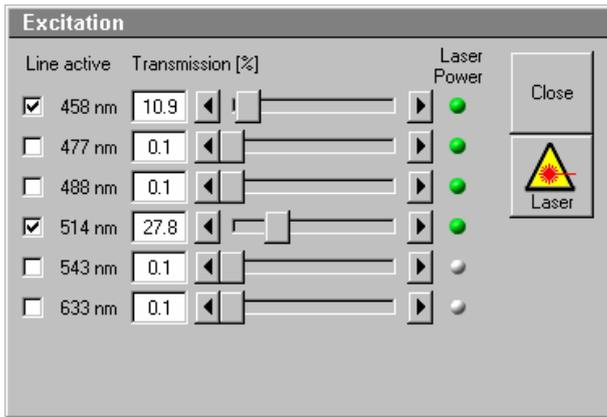 Excitation
Line active Transmission [%] Laser Power
Close
458 nm 10.9
477 nm 0.1
488 nm 0.1
Laser
514 nm 27.8
543 nm 0.1
633 nm 0.1